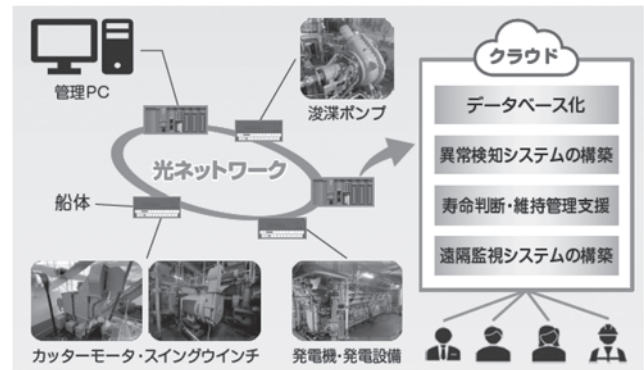 管理PC
浚渫ポンプ
光ネットワーク
船体
カッターモータ・スイングウインチ
発電機・発電設備
クラウド
データベース化
異常検知システムの構築
寿命判断・維持管理支援
遠隔監視システムの構築